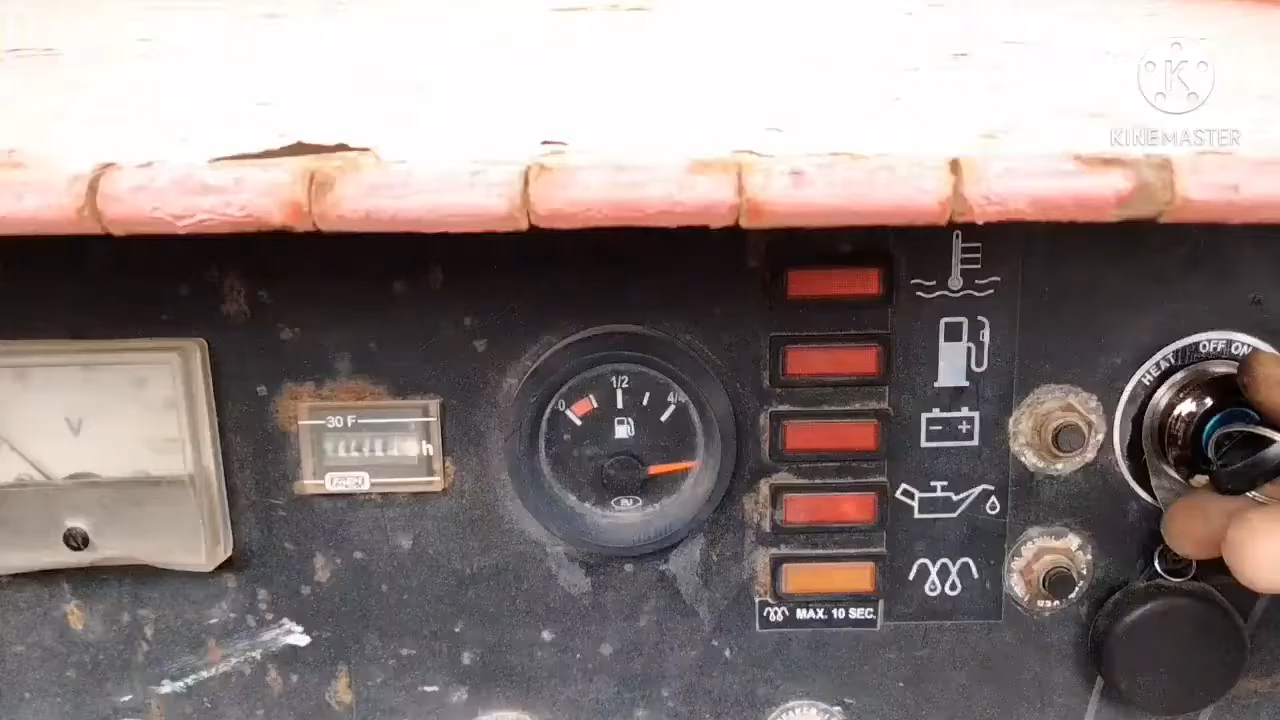 KINEMASTER
HEAT OFF ON
0 1/2 4/4
V
30 F
h
MAX. 10 SEC.